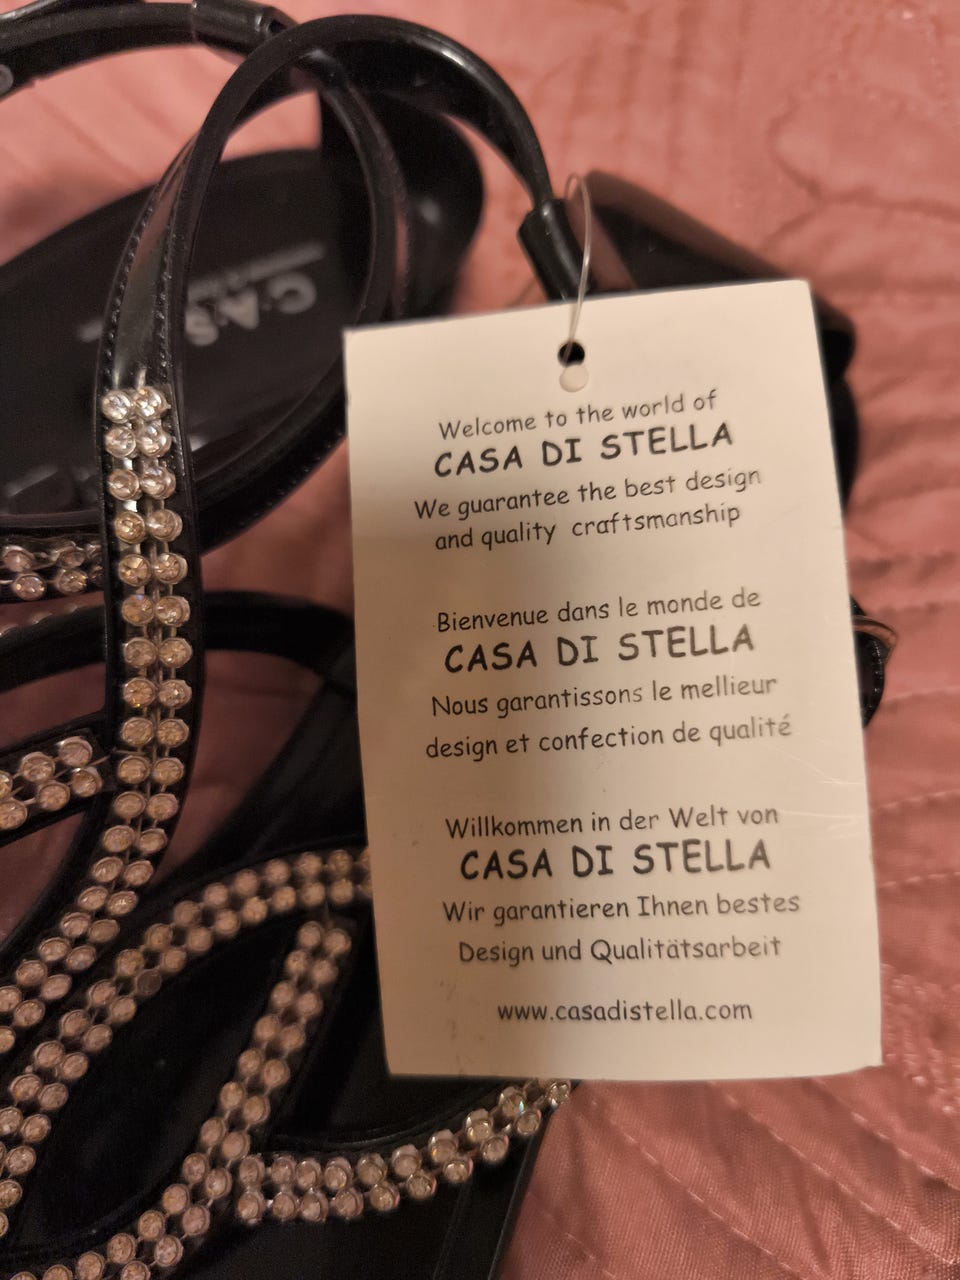 Welcome to the world of
CASA DI STELLA
We guarantee the best design
and quality craftsmanship
Bienvenue dans le monde de
CASA DI STELLA
Nous garantissons le mellieur
design et confection de qualité
Willkommen in der Welt von
CASA DI STELLA
Wir garantieren Ihnen bestes
Design und Qualitätsarbeit
www.casadistella.com